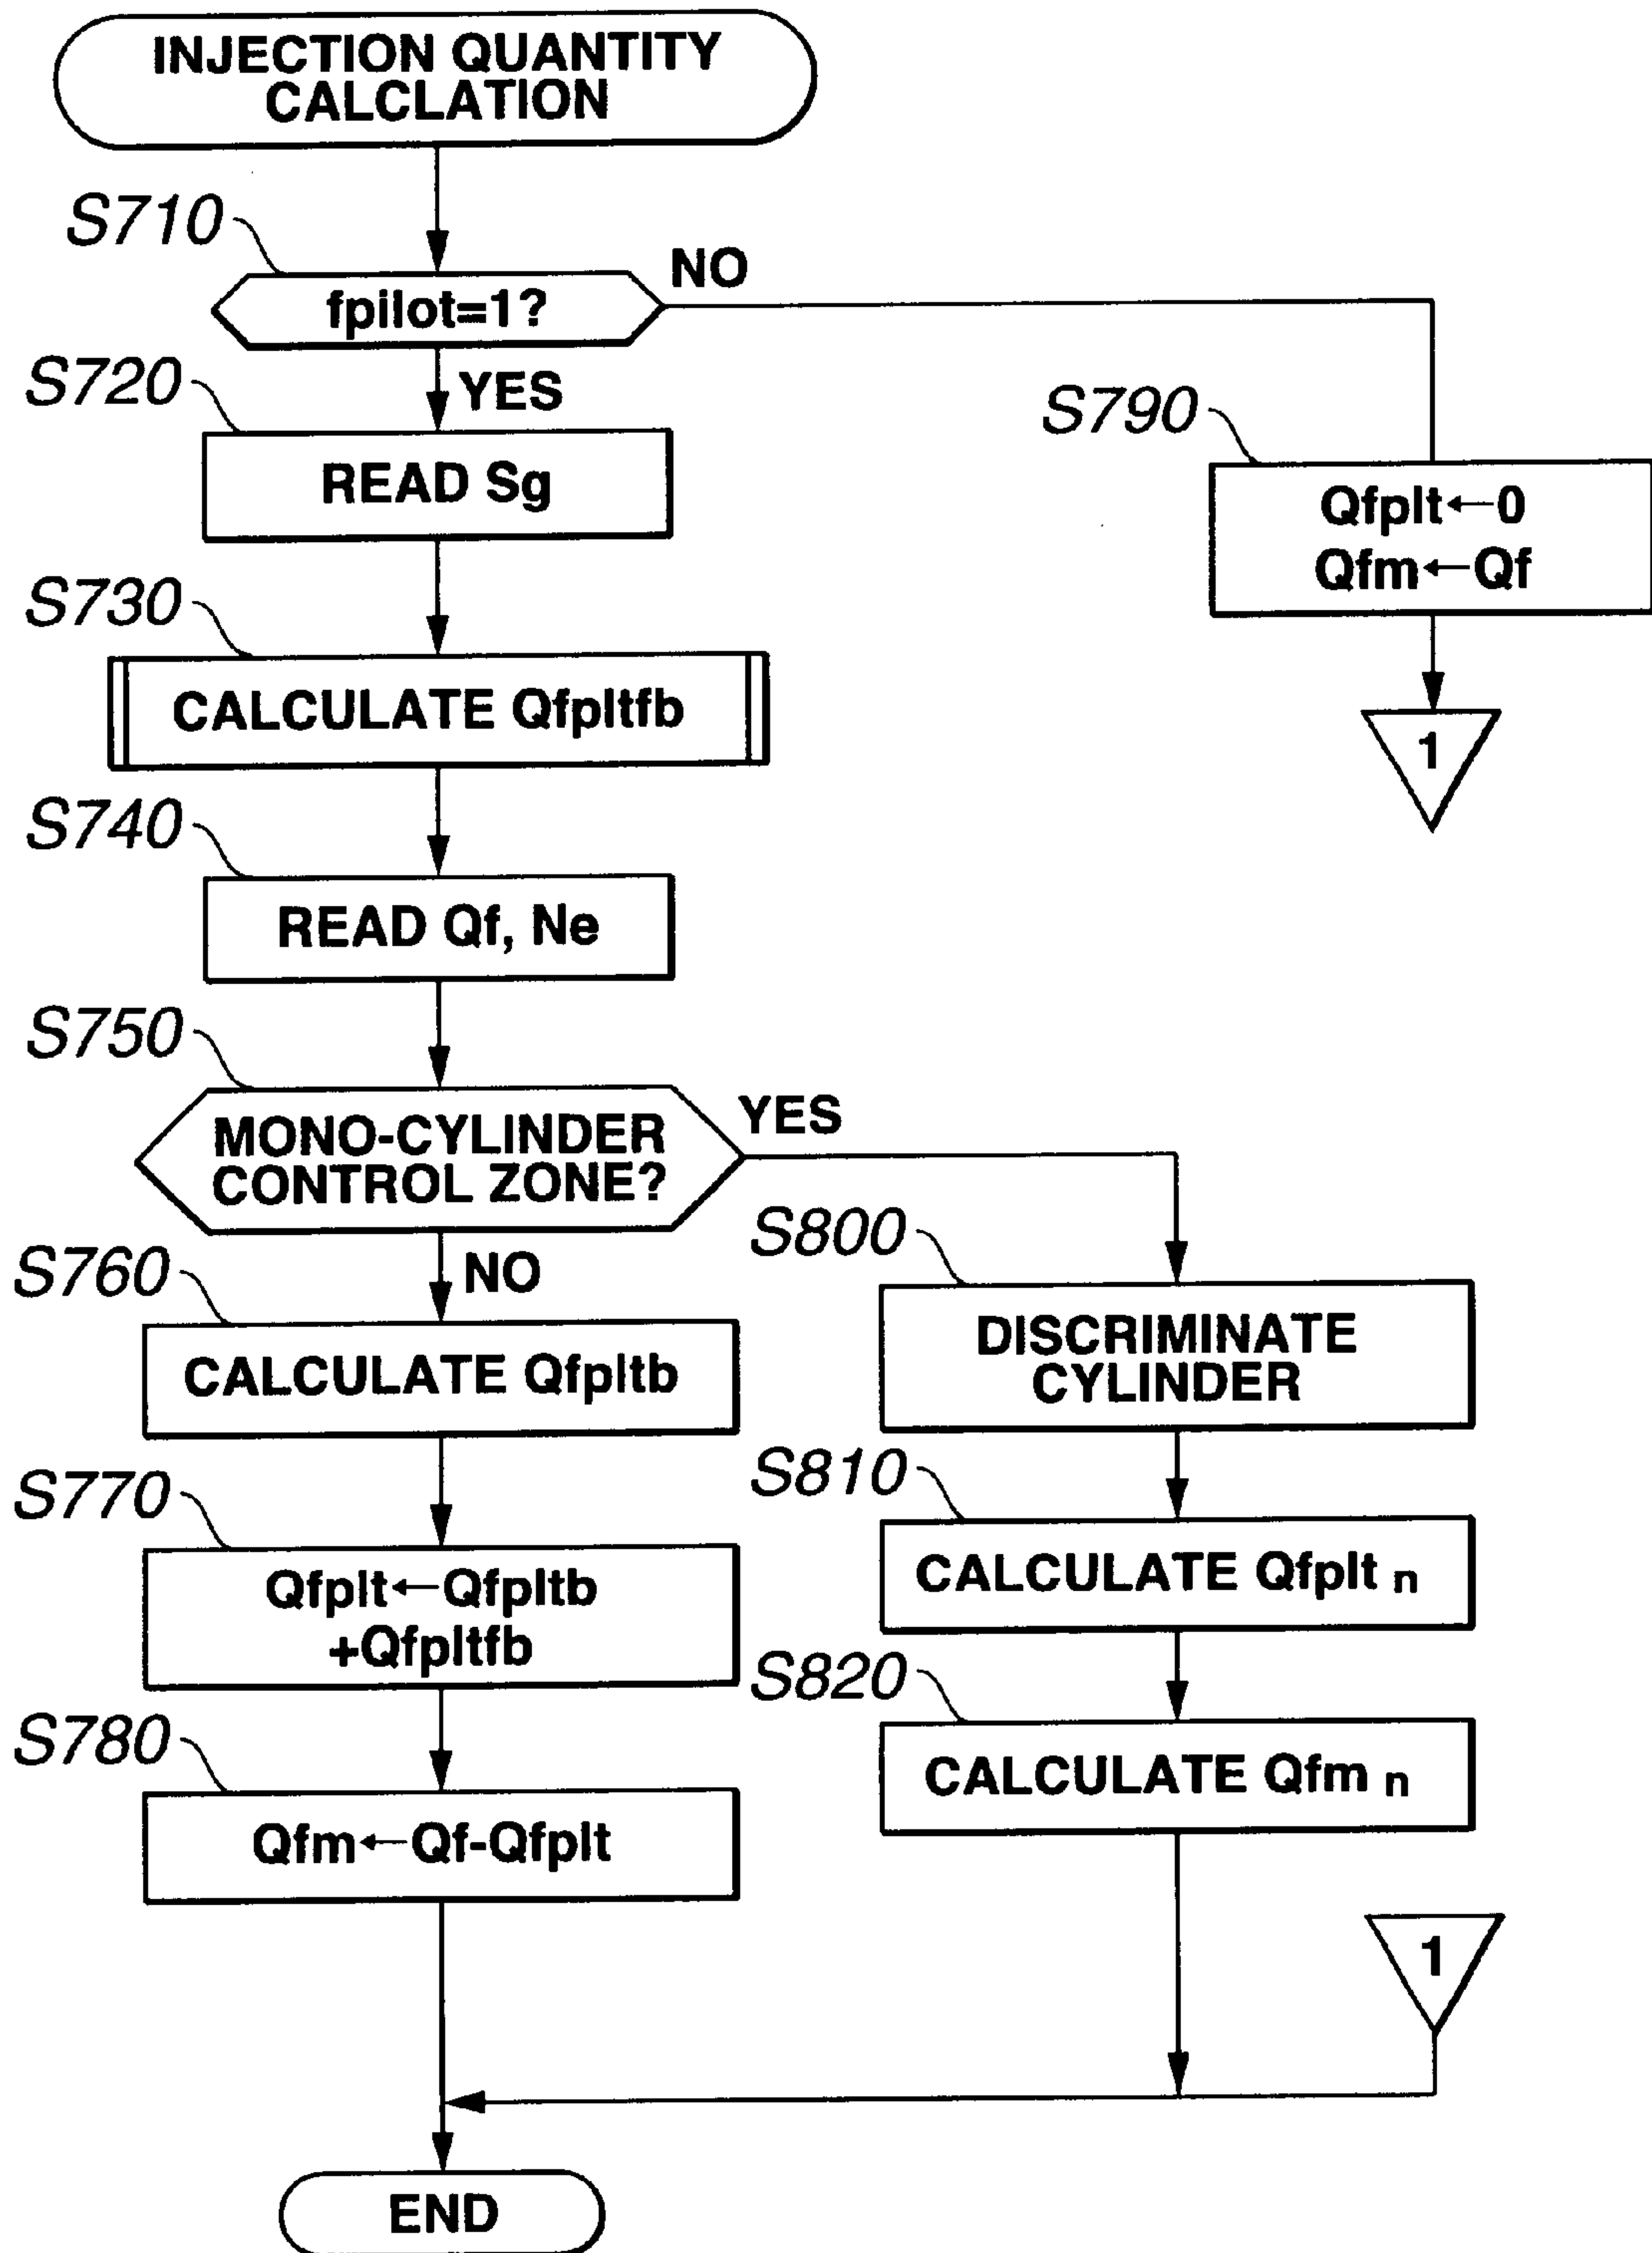 INJECTION QUANTITY
CALCLATION
S710
fpilot=1?
NO
YES
S720
READ Sg
S790
Qfplt←0
Qfm←Qf
1
S730
CALCULATE Qfpltfb
S740
READ Qf, Ne
S750
MONO-CYLINDER
CONTROL ZONE?
YES
NO
S760
CALCULATE Qfpltb
S770
Qfplt←Qfpltb
+Qfpltfb
S780
Qfm←Qf-Qfplt
S800
DISCRIMINATE
CYLINDER
S810
CALCULATE Qfplt n
S820
CALCULATE Qfm n
1
END